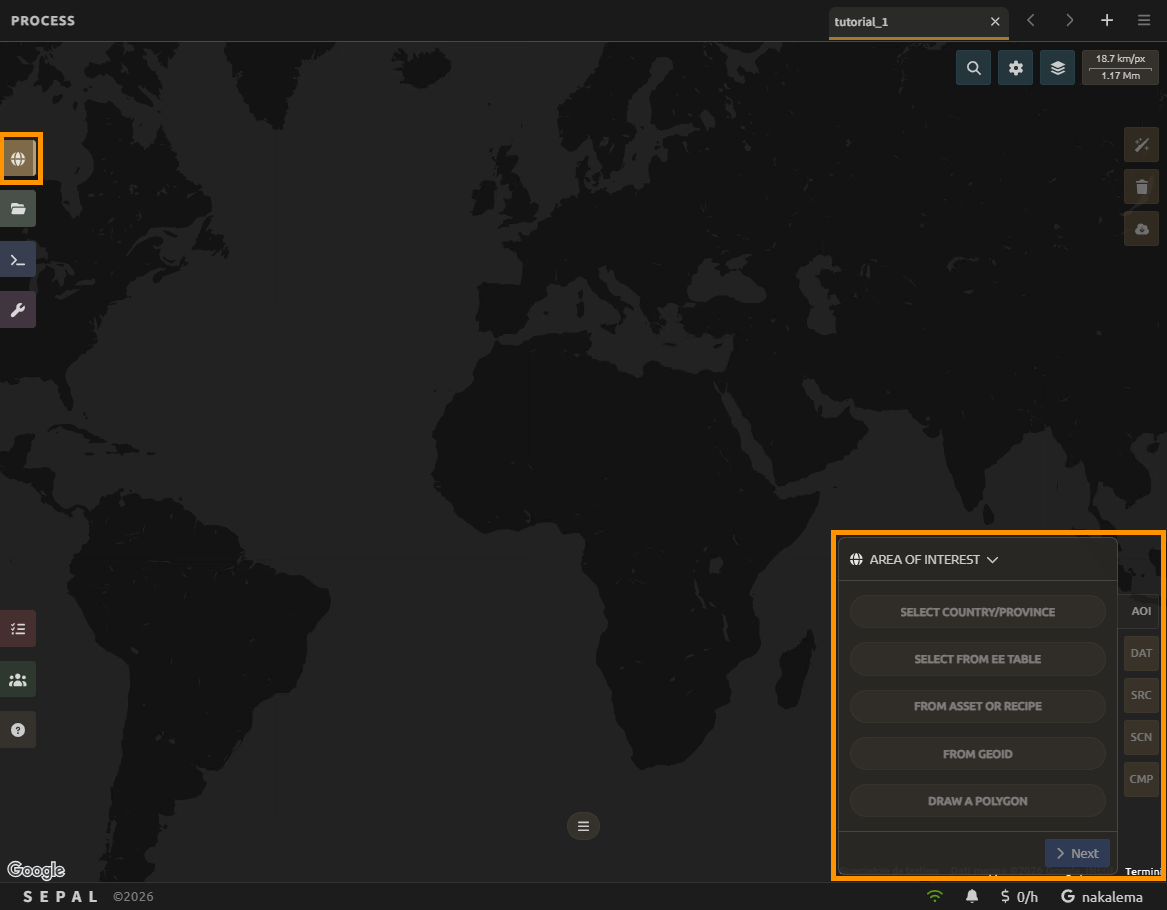 PROCESS
tutorial_1
18.7 km/px
1.17 Mm
AREA OF INTEREST
SELECT COUNTRY/PROVINCE
SELECT FROM EE TABLE
FROM ASSET OR RECIPE
FROM GEOID
DRAW A POLYGON
Next
AOI
DAT
SRC
SCN
CMP
Google
Termini
SEPAL ©2026
$ 0/h
nakalema